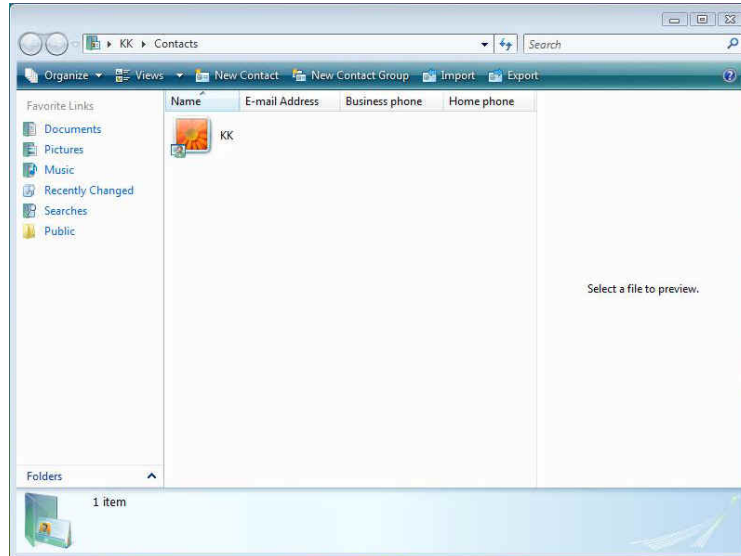 KK Contacts
Search
Organize Views New Contact New Contact Group Import Export
Favorite Links
Documents
Pictures
Music
Recently Changed
Searches
Public
Folders
Name E-mail Address Business phone Home phone
KK
Select a file to preview.
1 item